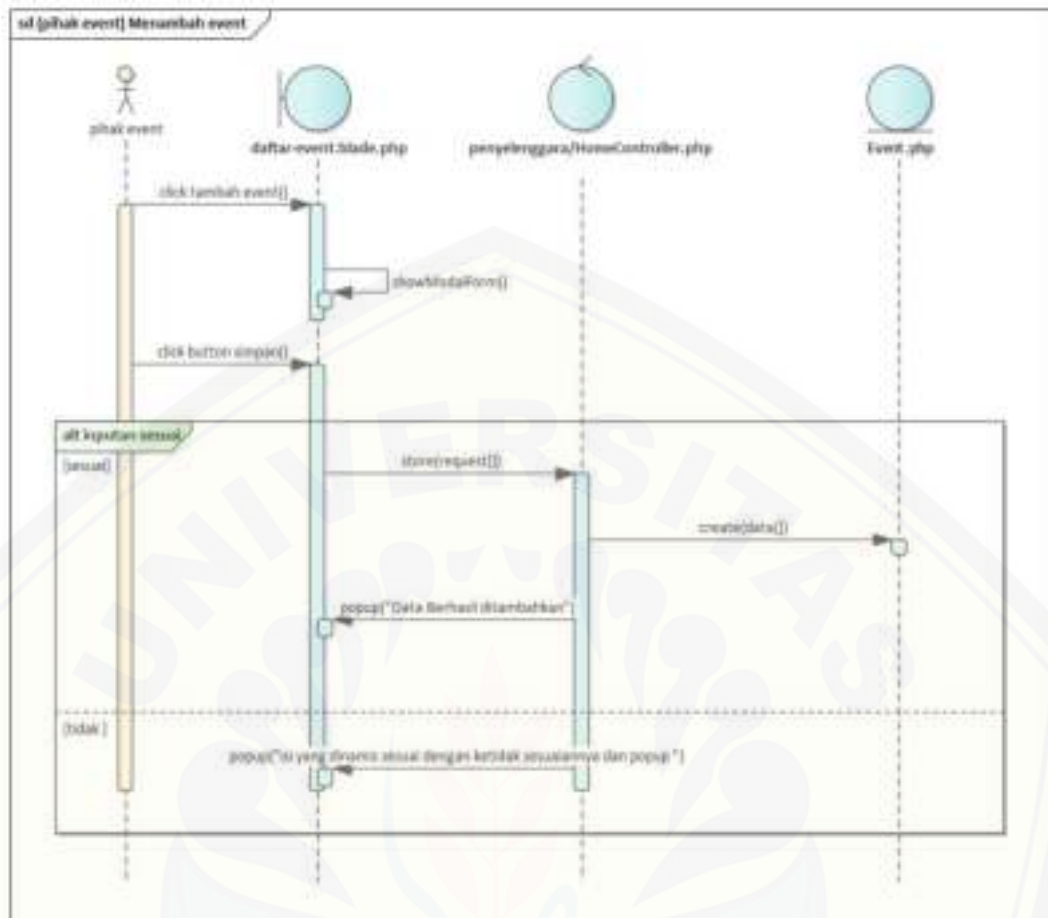 sd [pihak event] Menambah event
pihak event
daftar-event.blade.php
penyelenggara/HomeController.php
Event.php
click tambah event()
showModalForm()
click button simpan()
alt inputan sesuai
[sesuai]
store(request[])
create(data[])
popup("Data Berhasil ditambahkan"
[tidak ]
popup("isi yang dinamis sesuai dengan ketidak sesuaiannya dan popup ")
UNIVERSITAS